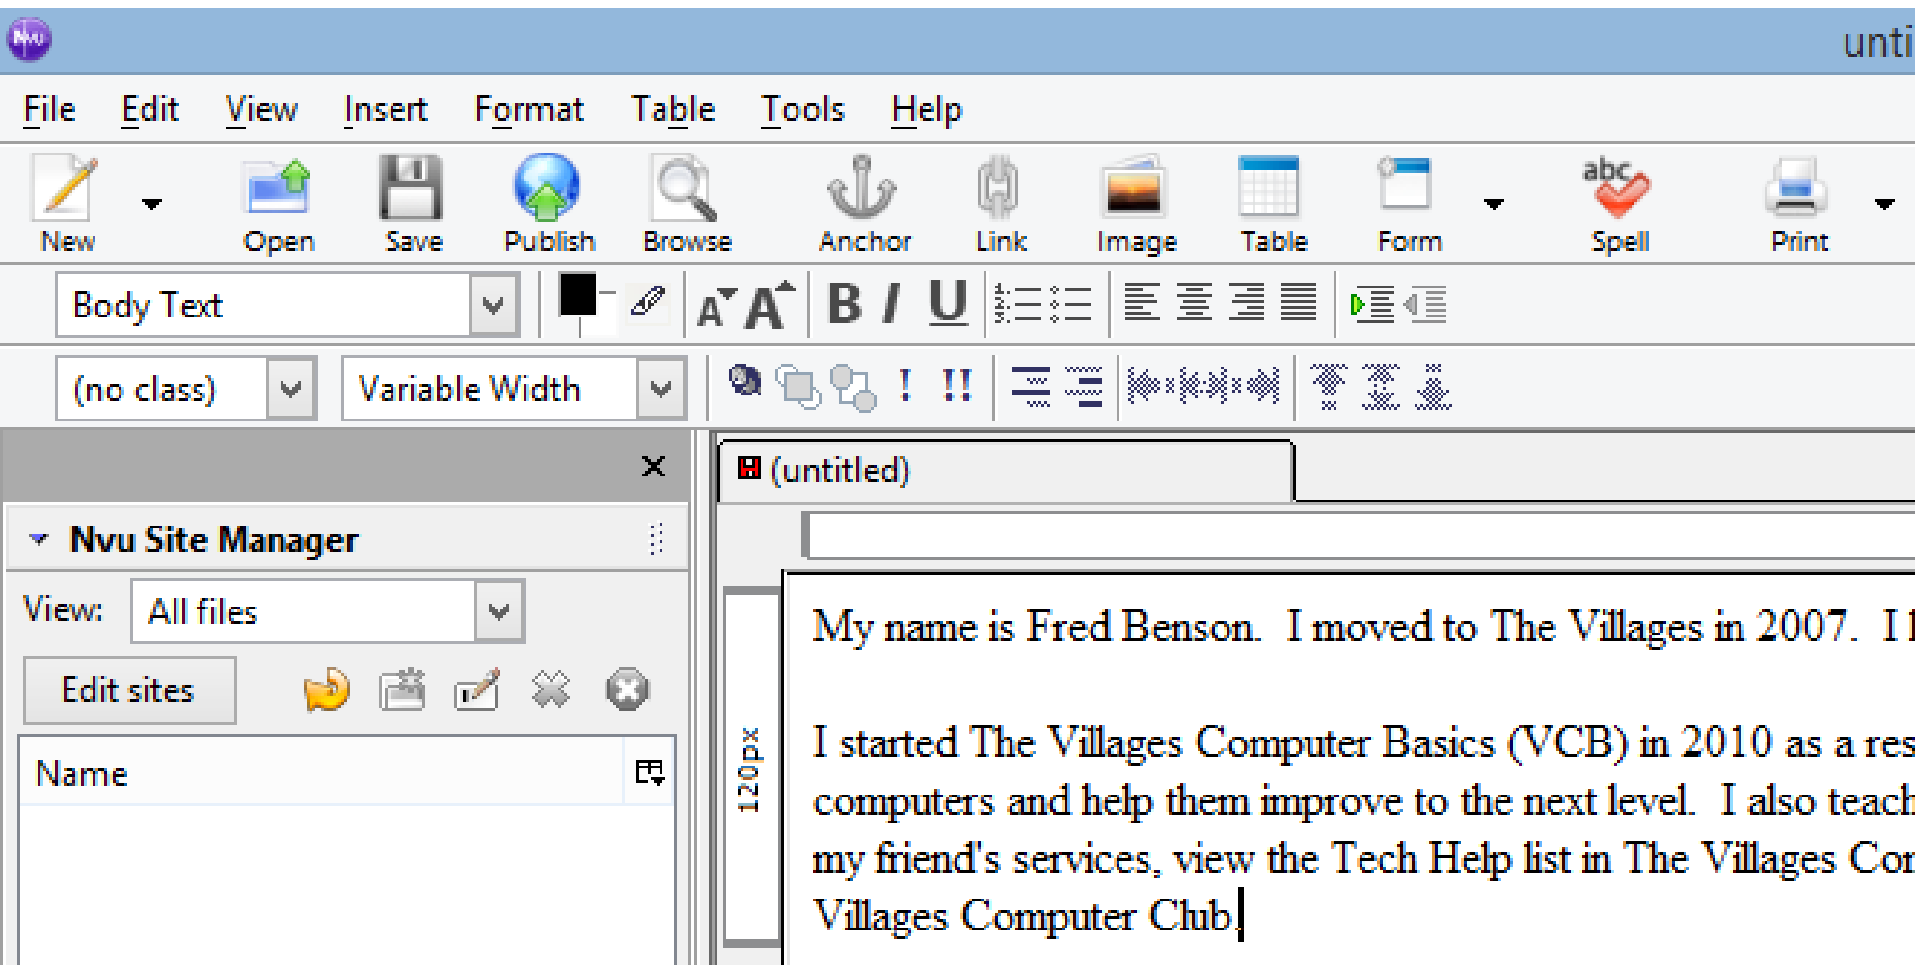 Nvu
unti
File Edit View Insert Format Table Tools Help
abc
New Open Save Publish Browse Anchor Link Image Table Form Spell Print
Body Text A A B I U
(no class) Variable Width ! !!
(untitled)
Nvu Site Manager
View: All files
Edit sites
Name
120px
My name is Fred Benson. I moved to The Villages in 2007. I
I started The Villages Computer Basics (VCB) in 2010 as a res
computers and help them improve to the next level. I also teach
my friend's services, view the Tech Help list in The Villages Con
Villages Computer Club.